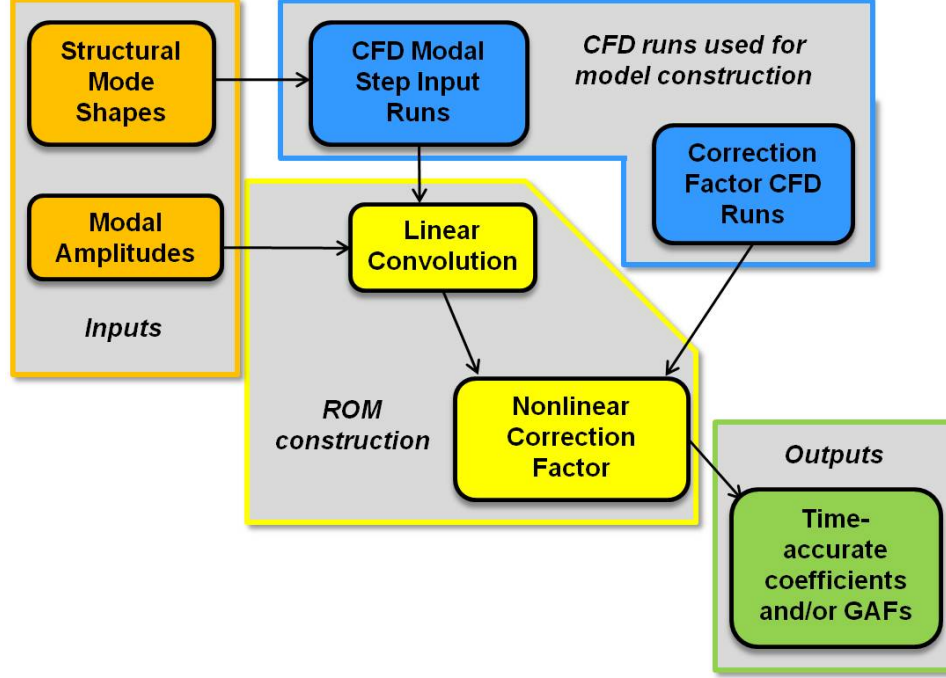 Structural
Mode
Shapes
Modal
Amplitudes
Inputs
CFD Modal
Step Input
Runs
CFD runs used for
model construction
Correction
Factor CFD
Runs
Linear
Convolution
ROM
construction
Nonlinear
Correction
Factor
Outputs
Time-
accurate
coefficients
and/or GAFs